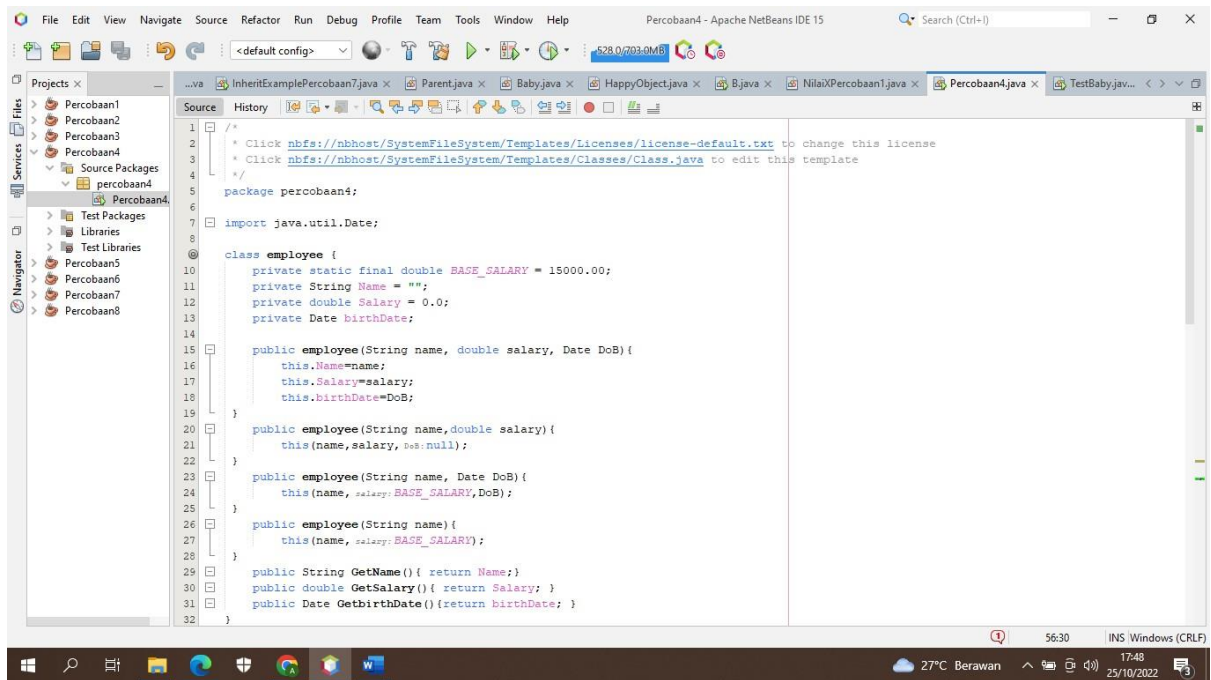 File Edit View Navigate Source Refactor Run Debug Profile Team Tools Window Help Percobaan4 - Apache NetBeans IDE 15 Search (Ctrl+I)
<default config> 528.0/703.0MB
Projects × ...va InheritExamplePercobaan7.java × Parent.java × Baby.java × HappyObject.java × B.java × NilaiXPercobaan1.java × Percobaan4.java × TestBaby.jav...
Files
Services
Navigator
Percobaan1
Percobaan2
Percobaan3
Percobaan4
Source Packages
percobaan4
Percobaan4.
Test Packages
Libraries
Test Libraries
Percobaan5
Percobaan6
Percobaan7
Percobaan8
Source History
1 /*
2 * Click nbfs://nbhost/SystemFileSystem/Templates/Licenses/license-default.txt to change this license
3 * Click nbfs://nbhost/SystemFileSystem/Templates/Classes/Class.java to edit this template
4 */
5 package percobaan4;
6
7 import java.util.Date;
8
class employee {
10 private static final double BASE_SALARY = 15000.00;
11 private String Name = "";
12 private double Salary = 0.0;
13 private Date birthDate;
14
15 public employee(String name, double salary, Date DoB){
16 this.Name=name;
17 this.Salary=salary;
18 this.birthDate=DoB;
19 }
20 public employee(String name,double salary){
21 this(name,salary, DoB:null);
22 }
23 public employee(String name, Date DoB){
24 this(name, salary:BASE_SALARY,DoB);
25 }
26 public employee(String name){
27 this(name, salary:BASE_SALARY);
28 }
29 public String GetName(){ return Name;}
30 public double GetSalary(){ return Salary; }
31 public Date GetbirthDate(){return birthDate; }
32 }
1 56:30 INS Windows (CRLF)
27°C Berawan 17:48
25/10/2022 3